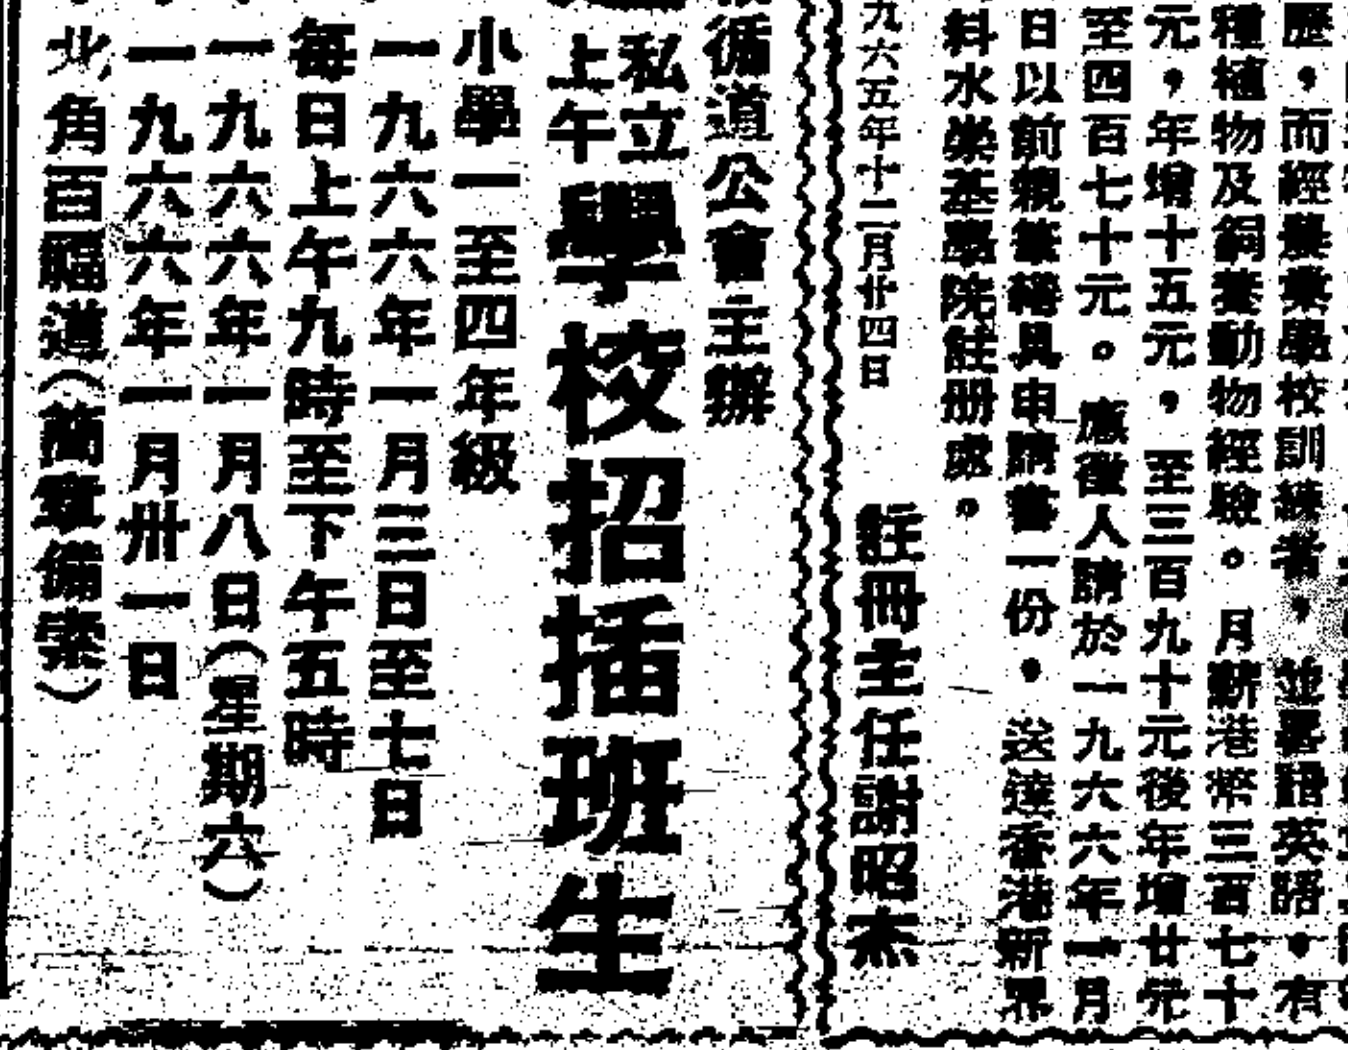 歷，而經農業學校訓練者，並署語英語，有
種植物及飼養動物經驗。月薪港幣三百七十
元，年增十五元，至三百九十元後年增廿元
至四百七十元。應徵人請於一九六六年一月
日以前親筆繕具申請書一份，送達香港新界
料水崇基學院註册處。
九六五年十二月廿四日
註冊主任謝昭杰
循道公會主辦
私立
上午
學校招插班生
小學一至四年級
一九六六年一月三日至七日
每日上午九時至下午五時
一九六六年一月八日（星期六）
一九六六年一月卅一日
北角百福道（簡章備索）